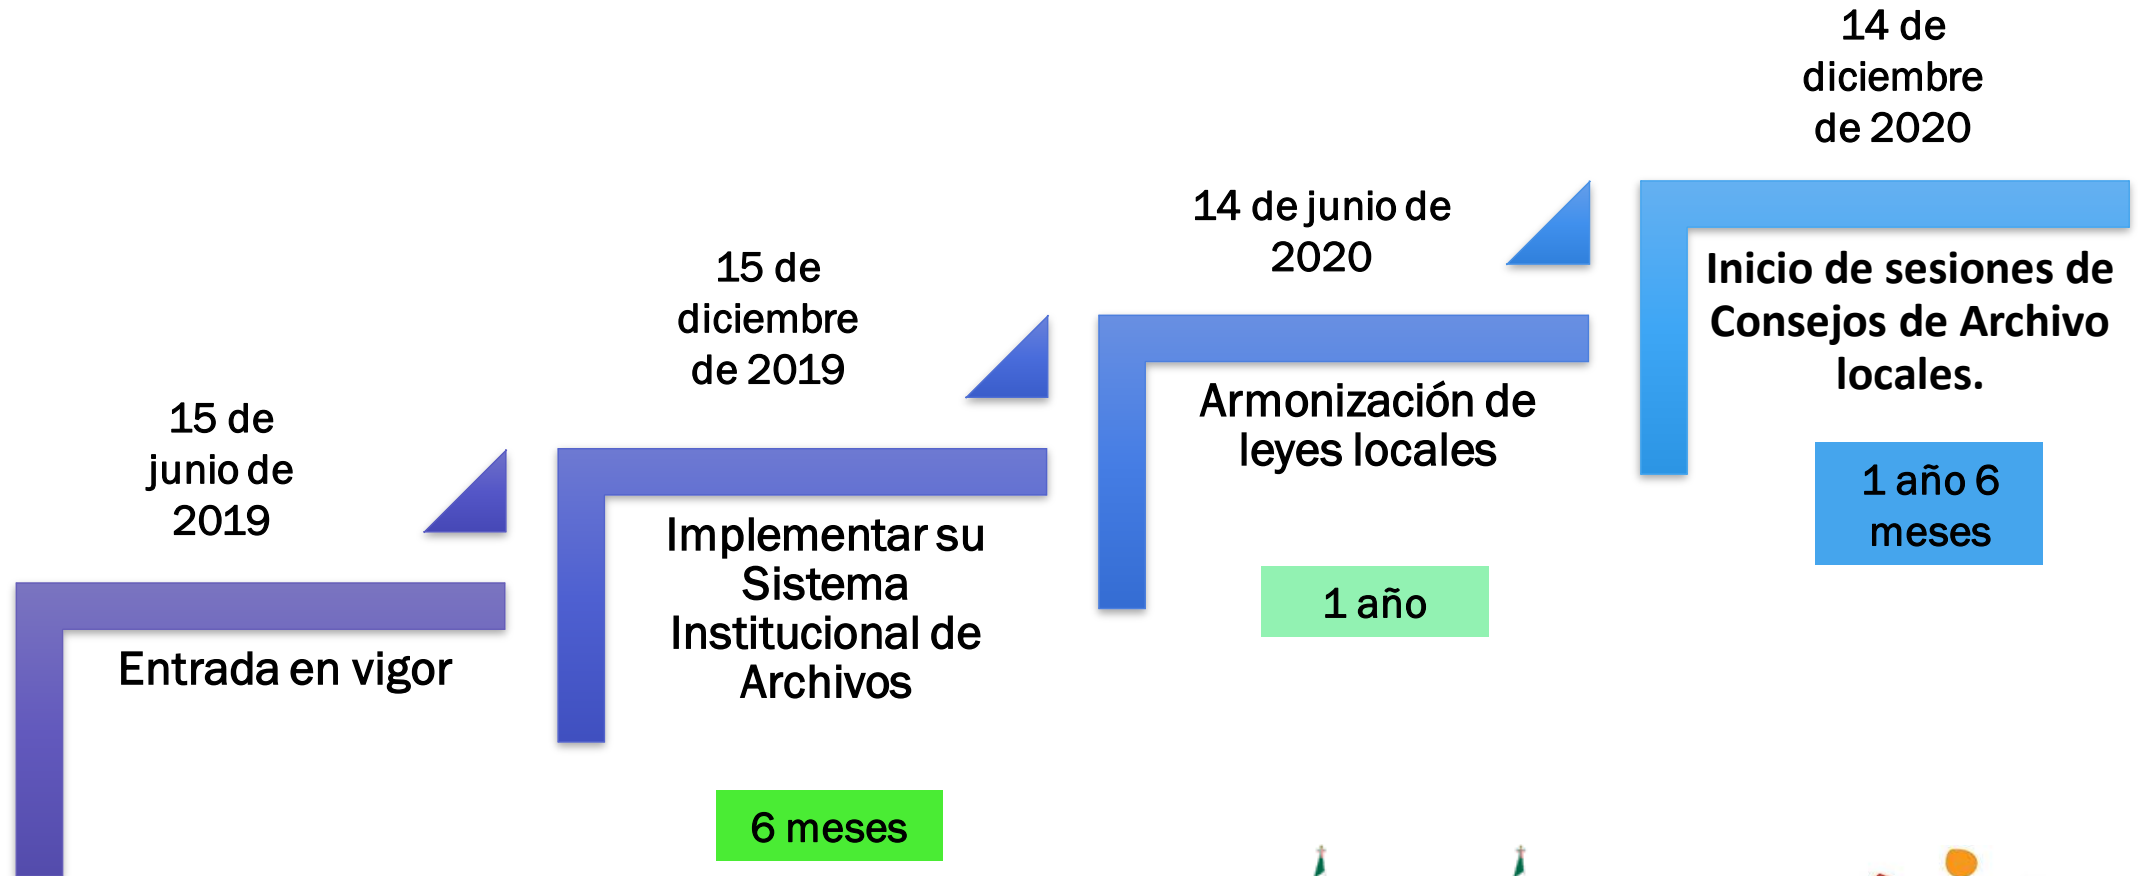 15 de
junio de
2019
Entrada en vigor
15 de
diciembre
de 2019
Implementar su
Sistema
Institucional de
Archivos
6 meses
14 de junio de
2020
Armonización de
leyes locales
1 año
14 de
diciembre
de 2020
Inicio de sesiones de
Consejos de Archivo
locales.
1 año 6
meses